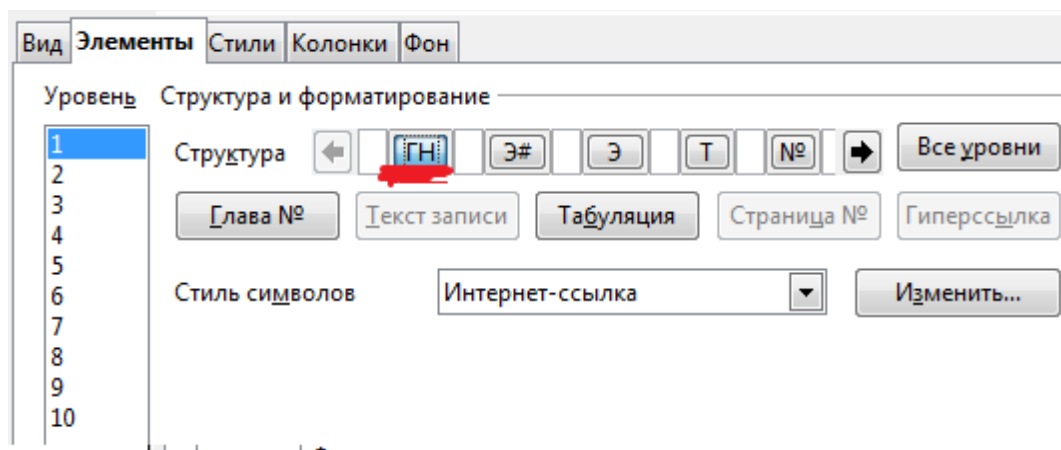 Вид Элементы Стили Колонки Фон
Уровень Структура и форматирование
1
Структура ГН Э# Э Т № Все уровни
2
3
Глава № Текст записи Табуляция Страница № Гиперссылка
4
5
6
Стиль символов Интернет-ссылка Изменить...
7
8
9
10